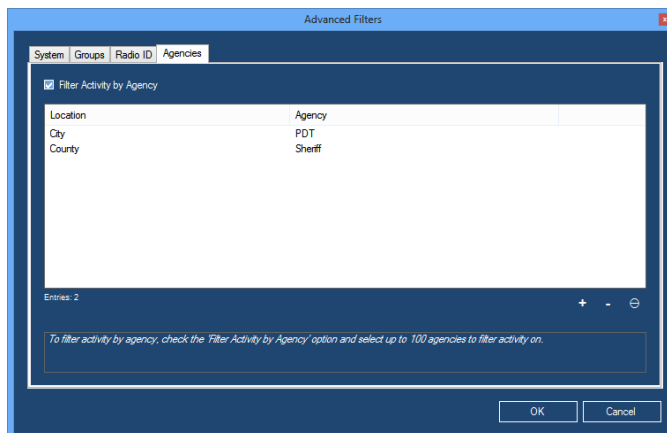 Advanced Filters
x
System Groups Radio ID Agencies
Filter Activity by Agency
Location Agency
City PDT
County Sheriff
Entries: 2
+ -
To filter activity by agency, check the 'Filter Activity by Agency' option and select up to 100 agencies to filter activity on.
OK Cancel